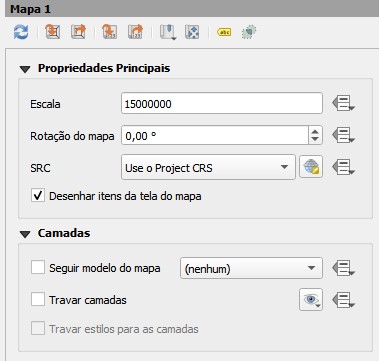 Mapa 1
abc
Propriedades Principais
Escala 15000000
Rotação do mapa 0,00 °
SRC Use o Project CRS
Desenhar itens da tela do mapa
Camadas
Seguir modelo do mapa (nenhum)
Travar camadas
Travar estilos para as camadas